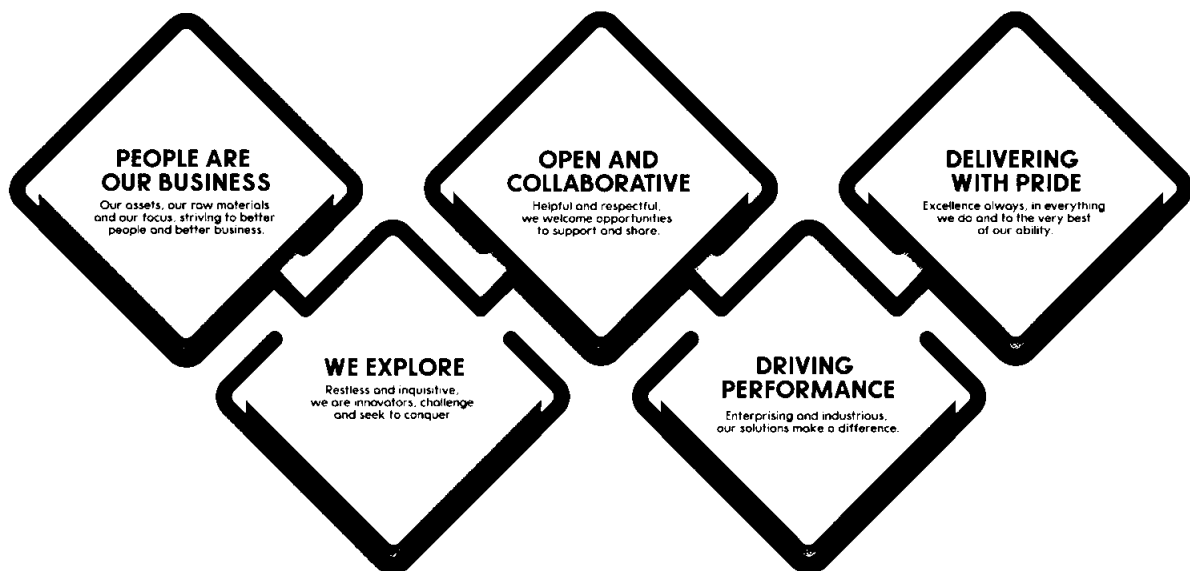 PEOPLE ARE
OUR BUSINESS
Our assets, our raw materials
and our focus, striving to better
people and better business.
WE EXPLORE
Restless and inquisitive,
we are innovators, challenge
and seek to conquer
OPEN AND
COLLABORATIVE
Helpful and respectful,
we welcome opportunities
to support and share.
DRIVING
PERFORMANCE
Enterprising and industrious,
our solutions make a difference.
DELIVERING
WITH PRIDE
Excellence always, in everything
we do and to the very best
of our ability.